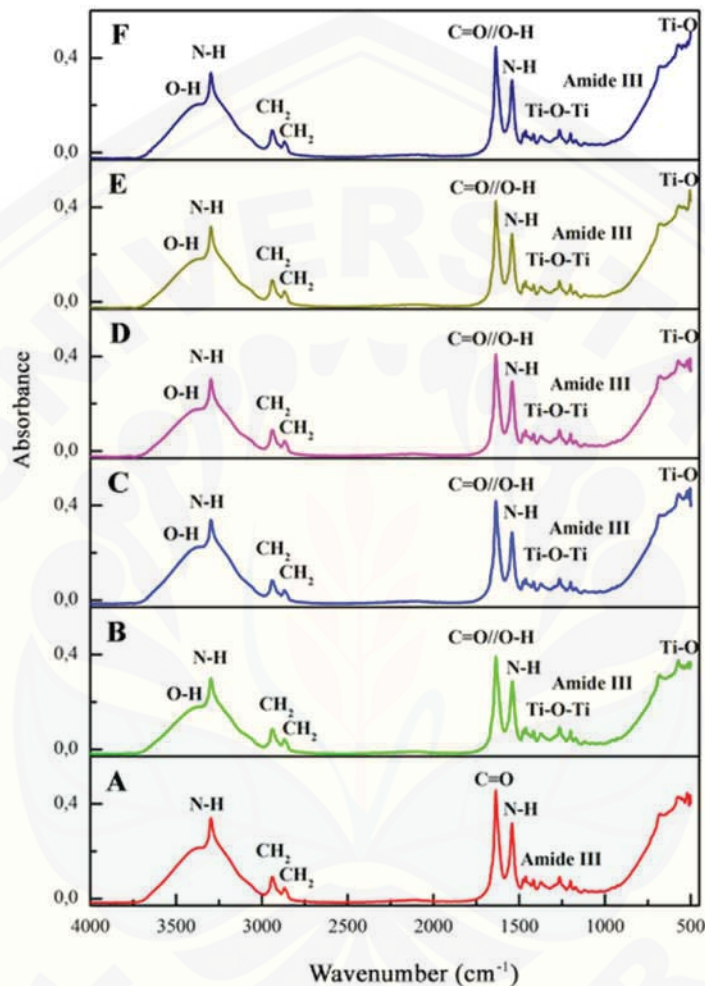 F
N-H
O-H
CH₂
CH₂
C=O//O-H
N-H
Ti-O-Ti
Amide III
Ti-O
0,4
0,0
E
N-H
O-H
CH₂
CH₂
C=O//O-H
N-H
Ti-O-Ti
Amide III
Ti-O
0,4
0,0
D
N-H
O-H
CH₂
CH₂
C=O//O-H
N-H
Ti-O-Ti
Amide III
Ti-O
0,4
0,0
C
N-H
O-H
CH₂
CH₂
C=O//O-H
N-H
Ti-O-Ti
Amide III
Ti-O
0,4
0,0
B
N-H
O-H
CH₂
CH₂
C=O//O-H
N-H
Ti-O-Ti
Amide III
Ti-O
0,4
0,0
A
N-H
CH₂
CH₂
C=O
N-H
Amide III
0,4
0,0
Absorbance
4000 3500 3000 2500 2000 1500 1000 500
Wavenumber (cm⁻¹)